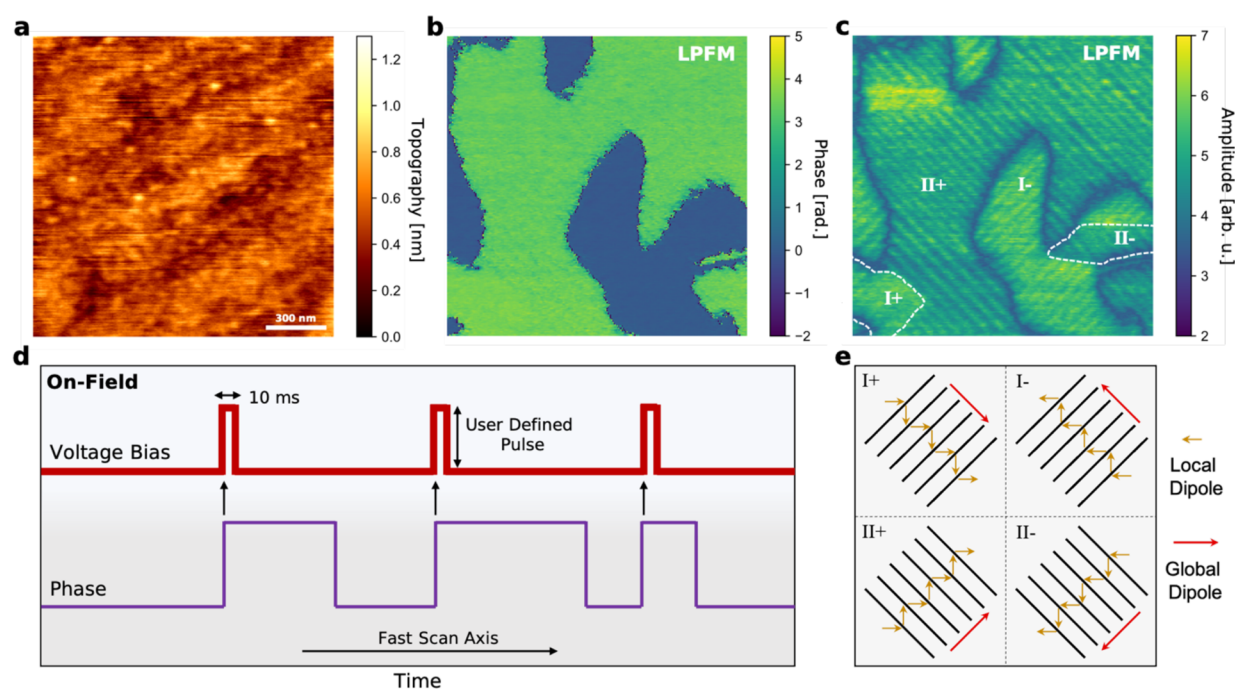 a
1.2
1.0
0.8
0.6
0.4
0.2
0.0
Topography [nm]
300 nm
b
LPFM
5
4
3
2
1
0
−1
−2
Phase [rad.]
c
LPFM
II+
I-
II-
I+
7
6
5
4
3
2
Amplitude [arb. u.]
d
On-Field
10 ms
User Defined
Pulse
Voltage Bias
Phase
Fast Scan Axis
Time
e
I+
I-
II+
II-
Local
Dipole
Global
Dipole